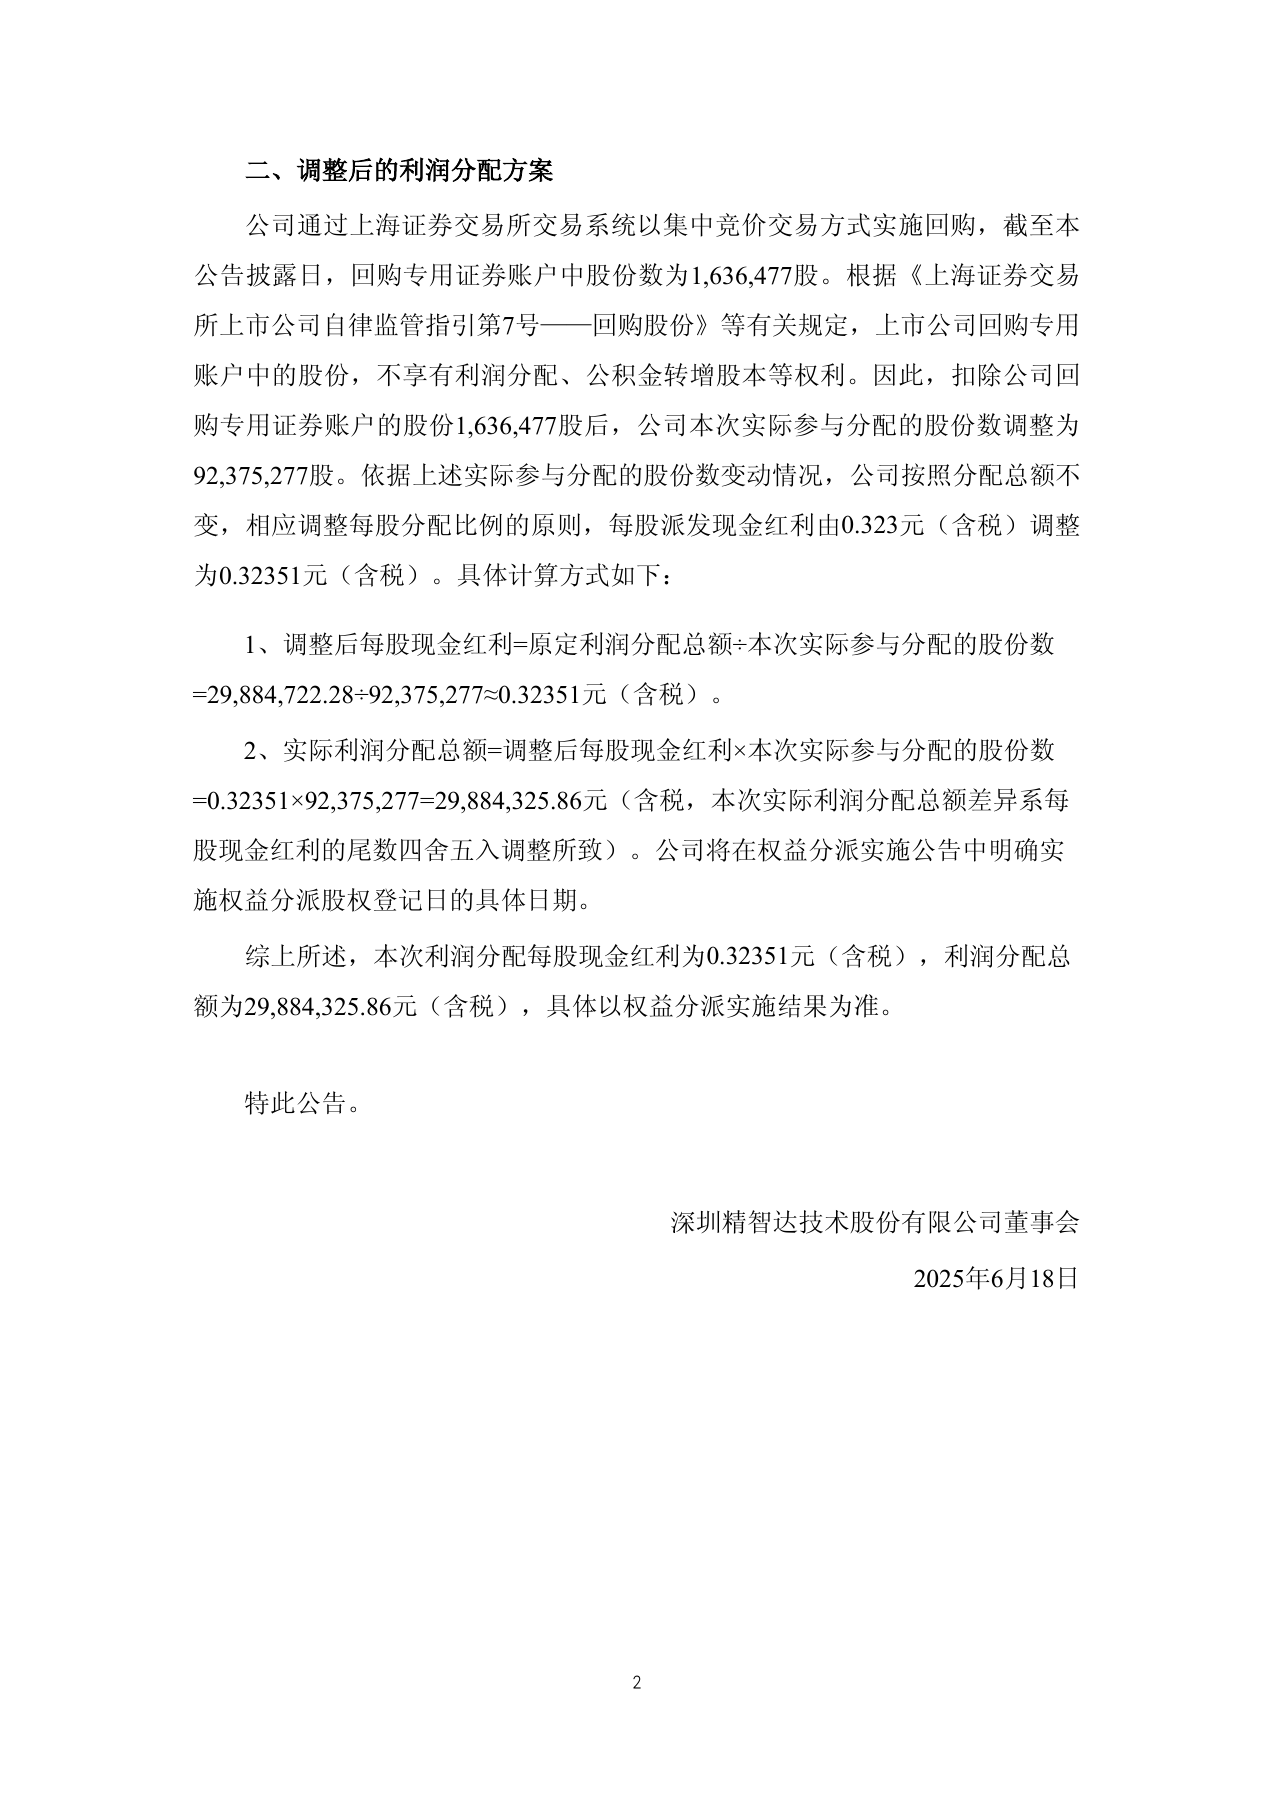 二、调整后的利润分配方案
公司通过上海证券交易所交易系统以集中竞价交易方式实施回购，截至本
公告披露日，回购专用证券账户中股份数为1,636,477股。根据《上海证券交易
所上市公司自律监管指引第7号——回购股份》等有关规定，上市公司回购专用
账户中的股份，不享有利润分配、公积金转增股本等权利。因此，扣除公司回
购专用证券账户的股份1,636,477股后，公司本次实际参与分配的股份数调整为
92,375,277股。依据上述实际参与分配的股份数变动情况，公司按照分配总额不
变，相应调整每股分配比例的原则，每股派发现金红利由0.323元（含税）调整
为0.32351元（含税）。具体计算方式如下：
1、调整后每股现金红利=原定利润分配总额÷本次实际参与分配的股份数
=29,884,722.28÷92,375,277≈0.32351元（含税）。
2、实际利润分配总额=调整后每股现金红利×本次实际参与分配的股份数
=0.32351×92,375,277=29,884,325.86元（含税，本次实际利润分配总额差异系每
股现金红利的尾数四舍五入调整所致）。公司将在权益分派实施公告中明确实
施权益分派股权登记日的具体日期。
综上所述，本次利润分配每股现金红利为0.32351元（含税），利润分配总
额为29,884,325.86元（含税），具体以权益分派实施结果为准。
特此公告。
深圳精智达技术股份有限公司董事会
2025年6月18日
2